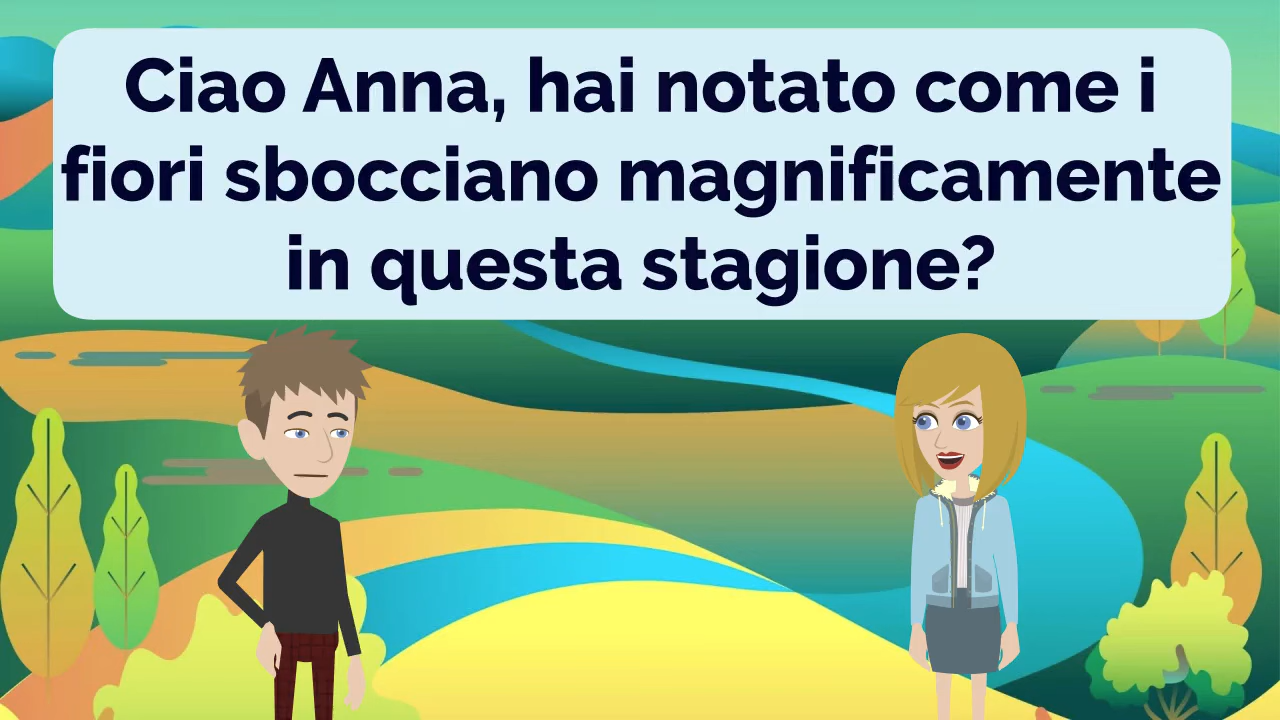 Ciao Anna, hai notato come i
fiori sbocciano magnificamente
in questa stagione?